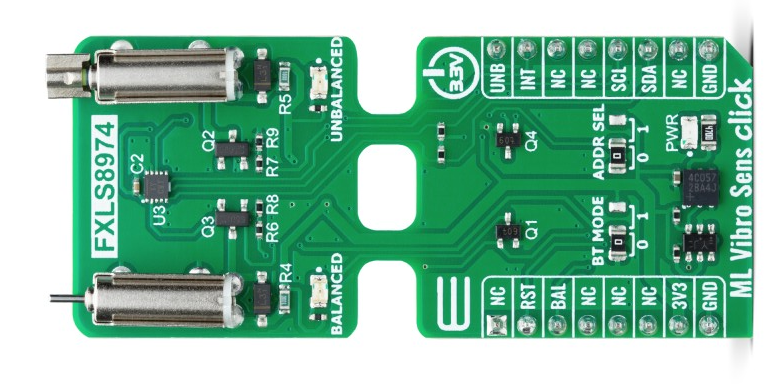 UNBALANCED
R5
Q2
R9
R7
C2
U3
FXLS8974
Q3
R8
R6
R4
BALANCED
3.3V
UNB INT NC NC SCL SDA NC GND
Q4
ADDR SEL
0 1
PWR
Q1
BT MODE
0 1
NC RST BAL NC NC NC 3V3 GND
ML Vibro Sens click